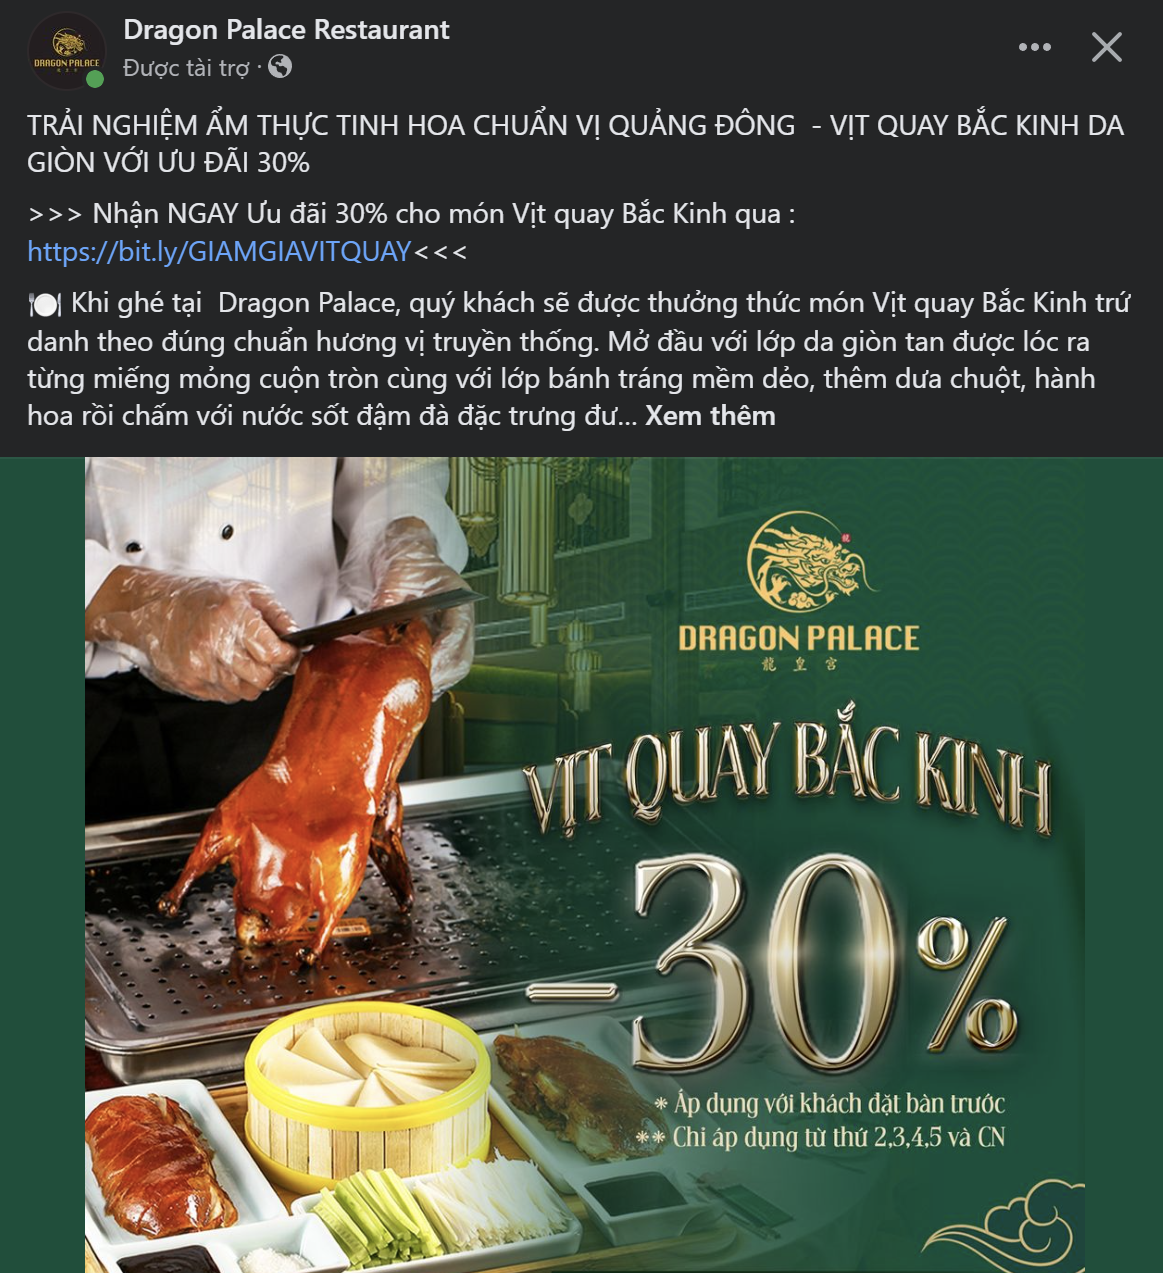 Dragon Palace Restaurant
Được tài trợ ·
TRẢI NGHIỆM ẨM THỰC TINH HOA CHUẨN VỊ QUẢNG ĐÔNG - VỊT QUAY BẮC KINH DA
GIÒN VỚI ƯU ĐÃI 30%
>>> Nhận NGAY Ưu đãi 30% cho món Vịt quay Bắc Kinh qua :
https://bit.ly/GIAMGIAVITQUAY<<<
🍽️ Khi ghé tại Dragon Palace, quý khách sẽ được thưởng thức món Vịt quay Bắc Kinh trứ
danh theo đúng chuẩn hương vị truyền thống. Mở đầu với lớp da giòn tan được lóc ra
từng miếng mỏng cuộn tròn cùng với lớp bánh tráng mềm dẻo, thêm dưa chuột, hành
hoa rồi chấm với nước sốt đậm đà đặc trưng đư... Xem thêm
DRAGON PALACE
龍皇宮
VỊT QUAY BẮC KINH
-30%
* Áp dụng với khách đặt bàn trước
** Chỉ áp dụng từ thứ 2,3,4,5 và CN
DRAGON PALACE